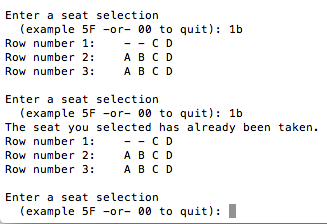 Enter a seat selection
(example 5F -or- 00 to quit): 1b
Row number 1: - - C D
Row number 2: A B C D
Row number 3: A B C D
Enter a seat selection
(example 5F -or- 00 to quit): 1b
The seat you selected has already been taken.
Row number 1: - - C D
Row number 2: A B C D
Row number 3: A B C D
Enter a seat selection
(example 5F -or- 00 to quit):